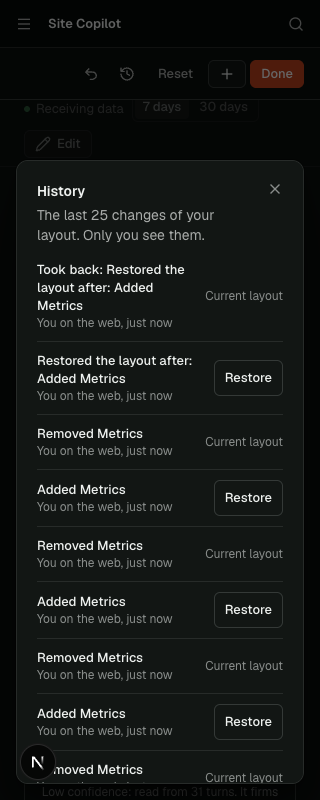 Site Copilot
Reset
Done
Receiving data.
7 days
30 days
Edit
History
The last 25 changes of your
layout. Only you see them.
Took back: Restored the
layout after: Added
Metrics
You on the web, just now
Current layout
Restored the layout after:
Added Metrics
You on the web, just now
Restore
Removed Metrics
You on the web, just now
Current layout
Added Metrics
You on the web, just now
Restore
Removed Metrics
You on the web, just now
Current layout
Added Metrics
You on the web, just now
Restore
Removed Metrics
You on the web, just now
Current layout
Added Metrics
You on the web, just now
Restore
N
moved Metrics
Current layout
Low confidence: read from 31 turns. It firms